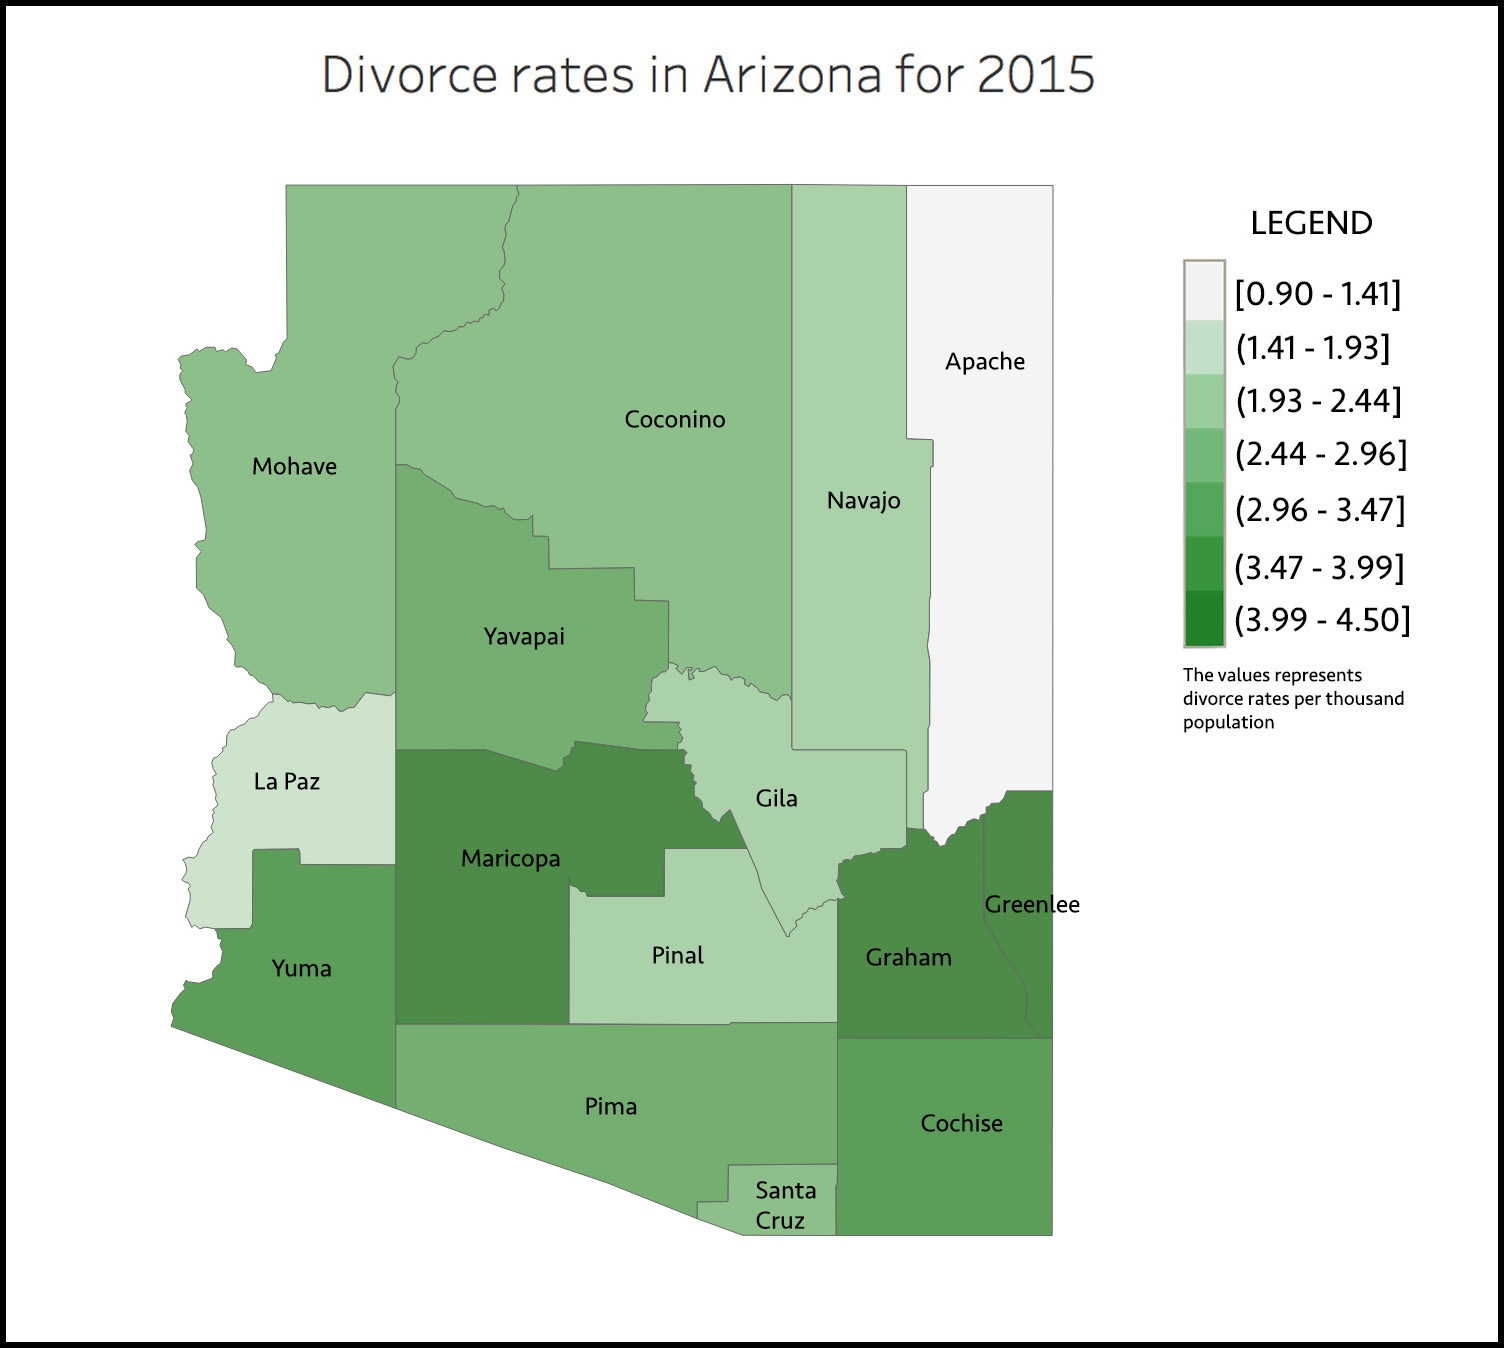 Divorce rates in Arizona for 2015
LEGEND
[0.90 - 1.41]
(1.41 - 1.93]
(1.93 - 2.44]
(2.44 - 2.96]
(2.96 - 3.47]
(3.47 - 3.99]
(3.99 - 4.50]
The values represents
divorce rates per thousand
population
Apache
Coconino
Mohave
Navajo
Yavapai
La Paz
Gila
Maricopa
Greenlee
Pinal
Graham
Yuma
Pima
Cochise
Santa
Cruz